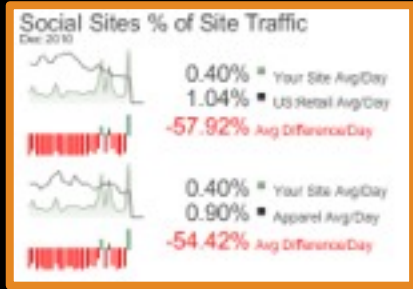 Social Sites % of Site Traffic
Dec 2010
0.40% Your Site Avg/Day
1.04% US Retail Avg/Day
-57.92% Avg Difference/Day
0.40% Your Site Avg/Day
0.90% Apparel Avg/Day
-54.42% Avg Difference/Day